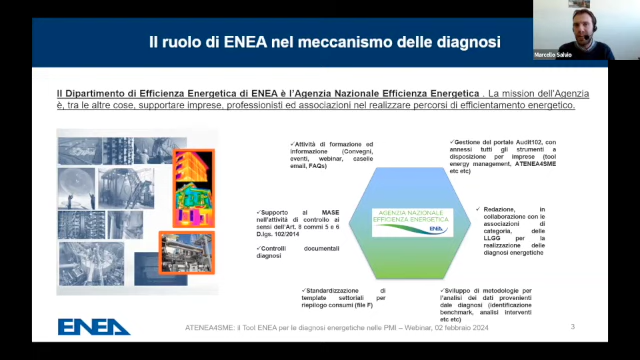 Il ruolo di ENEA nel meccanismo delle diagnosi
Marcello Salvio
Il Dipartimento di Efficienza Energetica di ENEA è l'Agenzia Nazionale Efficienza Energetica . La mission dell'Agenzia
è, tra le altre cose, supportare imprese, professionisti ed associazioni nel realizzare percorsi di efficientamento energetico.
✓Attività di formazione ed
informazione (Convegni,
eventi, webinar, caselle
email, FAQs)
✓Gestione del portale Audit102, con
annessi tutti gli strumenti a
disposizione per imprese (tool
energy management, ATENEA4SME
etc etc)
✓Supporto al MASE
nell'attività di controllo ai
sensi dell'Art. 8 commi 5 e 6
D.lgs. 102/2014
✓Controlli documentali
diagnosi
AGENZIA NAZIONALE
EFFICIENZA ENERGETICA
ENEA
✓Redazione, in
collaborazione con le
associazioni di
categoria, delle
LLGG per la
realizzazione delle
diagnosi energetiche
✓Standardizzazione di
template settoriali per
riepilogo consumi (file F)
✓Sviluppo di metodologie per
l'analisi dei dati provenienti
dale diagnosi (identificazione
benchmark, analisi interventi
etc etc)
ENEA
ATENEA4SME: il Tool ENEA per le diagnosi energetiche nelle PMI – Webinar, 02 febbraio 2024
3